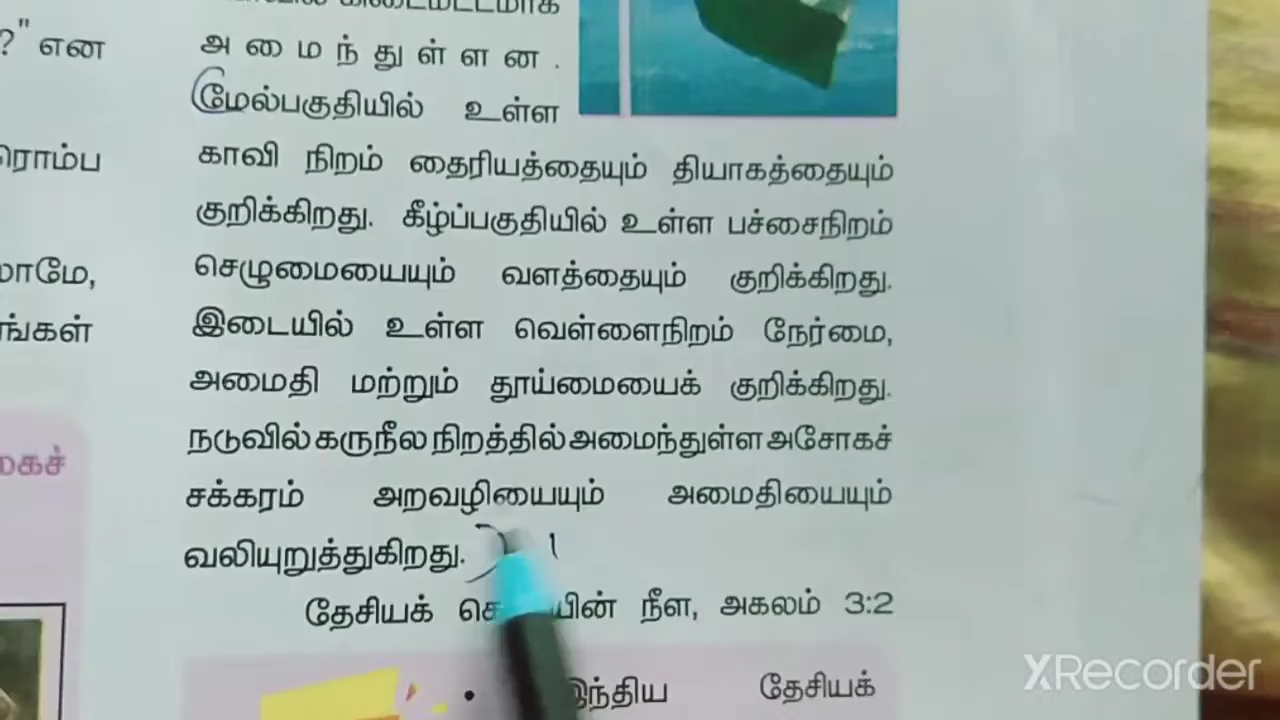 ?" என
ரொம்ப
லாமே,
ங்கள்
கைச்
அமைந்துள்ளன.
மேல்பகுதியில் உள்ள
காவி நிறம் தைரியத்தையும் தியாகத்தையும்
குறிக்கிறது. கீழ்ப்பகுதியில் உள்ள பச்சைநிறம்
செழுமையையும் வளத்தையும் குறிக்கிறது.
இடையில் உள்ள வெள்ளைநிறம் நேர்மை,
அமைதி மற்றும் தூய்மையைக் குறிக்கிறது.
நடுவில் கருநீல நிறத்தில் அமைந்துள்ள அசோகச்
சக்கரம் அறவழியையும் அமைதியையும்
வலியுறுத்துகிறது.
தேசியக் நீள, அகலம் 3:2
• இந்திய தேசியக்
XRecorder